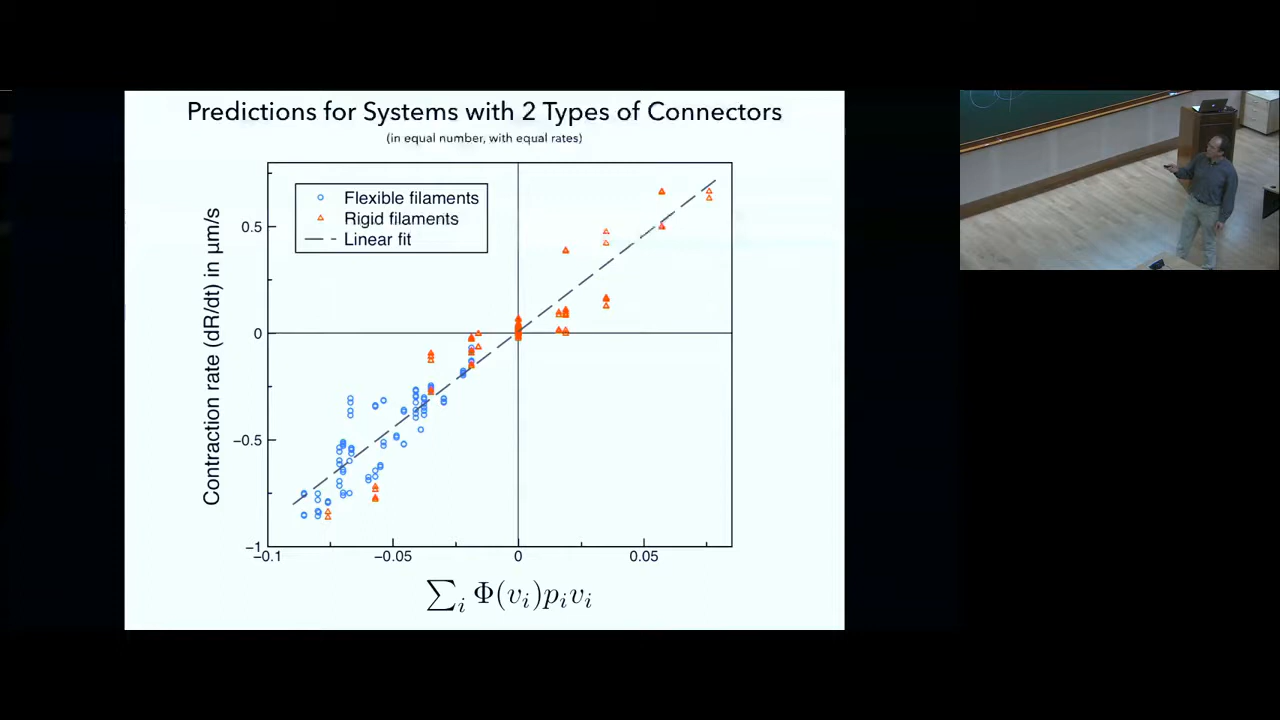 Predictions for Systems with 2 Types of Connectors
(in equal number, with equal rates)
Flexible filaments
Rigid filaments
Linear fit
Contraction rate (dR/dt) in µm/s
0.5
0
−0.5
−1
−0.1
−0.05
0
0.05
∑ᵢ Φ(vᵢ)pᵢvᵢ